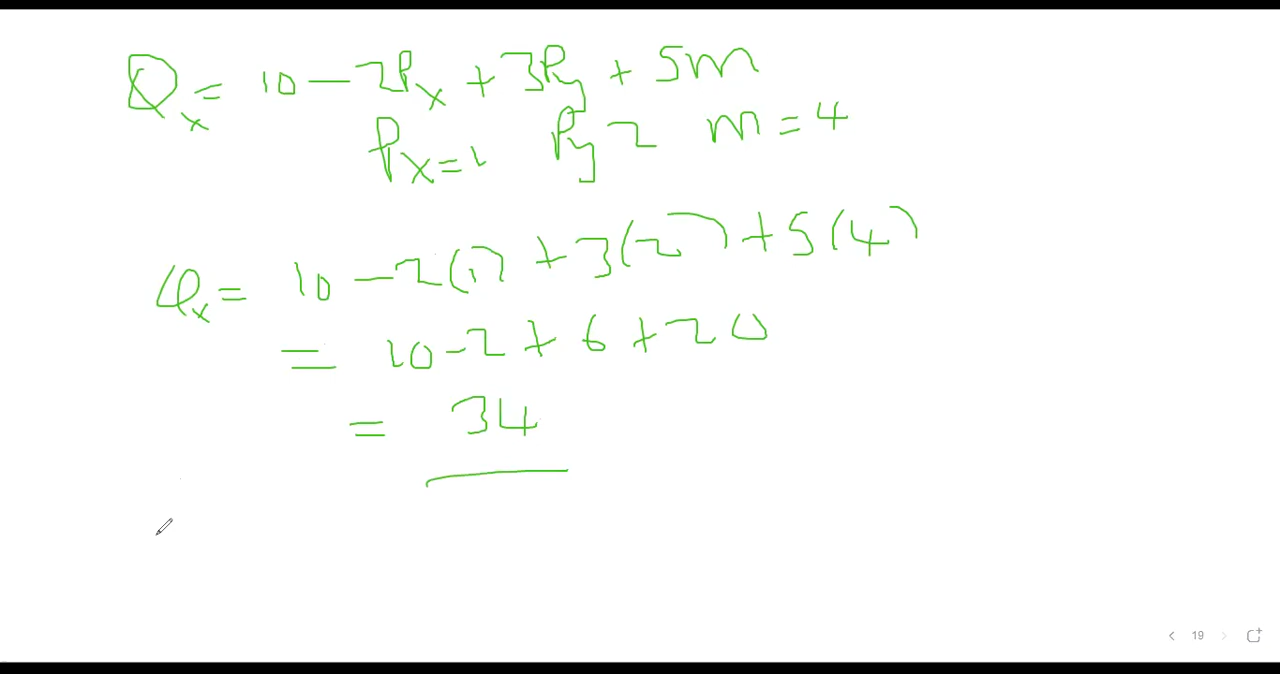 Qx = 10 - 2Px + 3Py + 5m
Px = 1 Py 2 m = 4
Qx = 10 - 2(1) + 3(2) + 5(4)
= 10 - 2 + 6 + 20
= 34
19